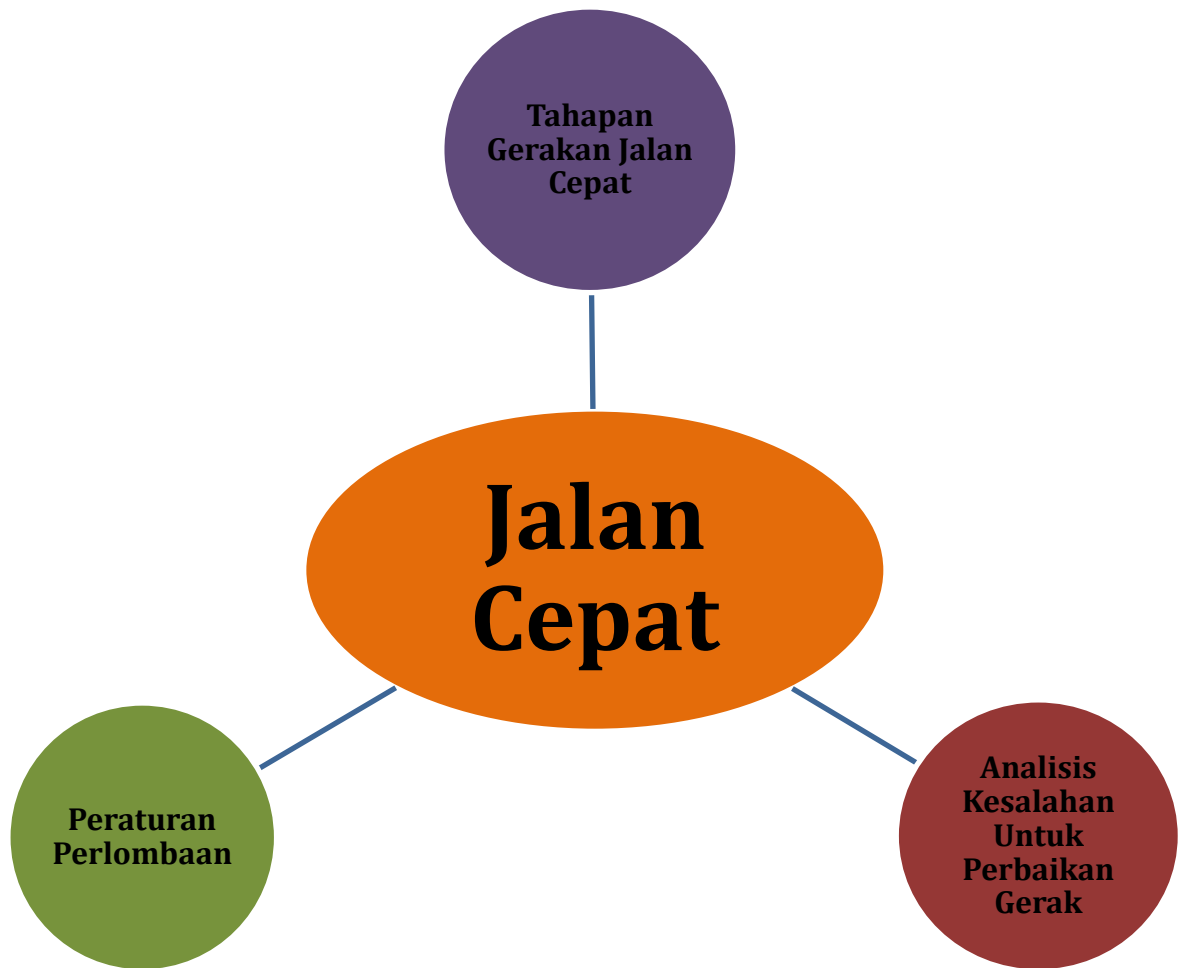 Tahapan
Gerakan Jalan
Cepat
Jalan
Cepat
Peraturan
Perlombaan
Analisis
Kesalahan
Untuk
Perbaikan
Gerak